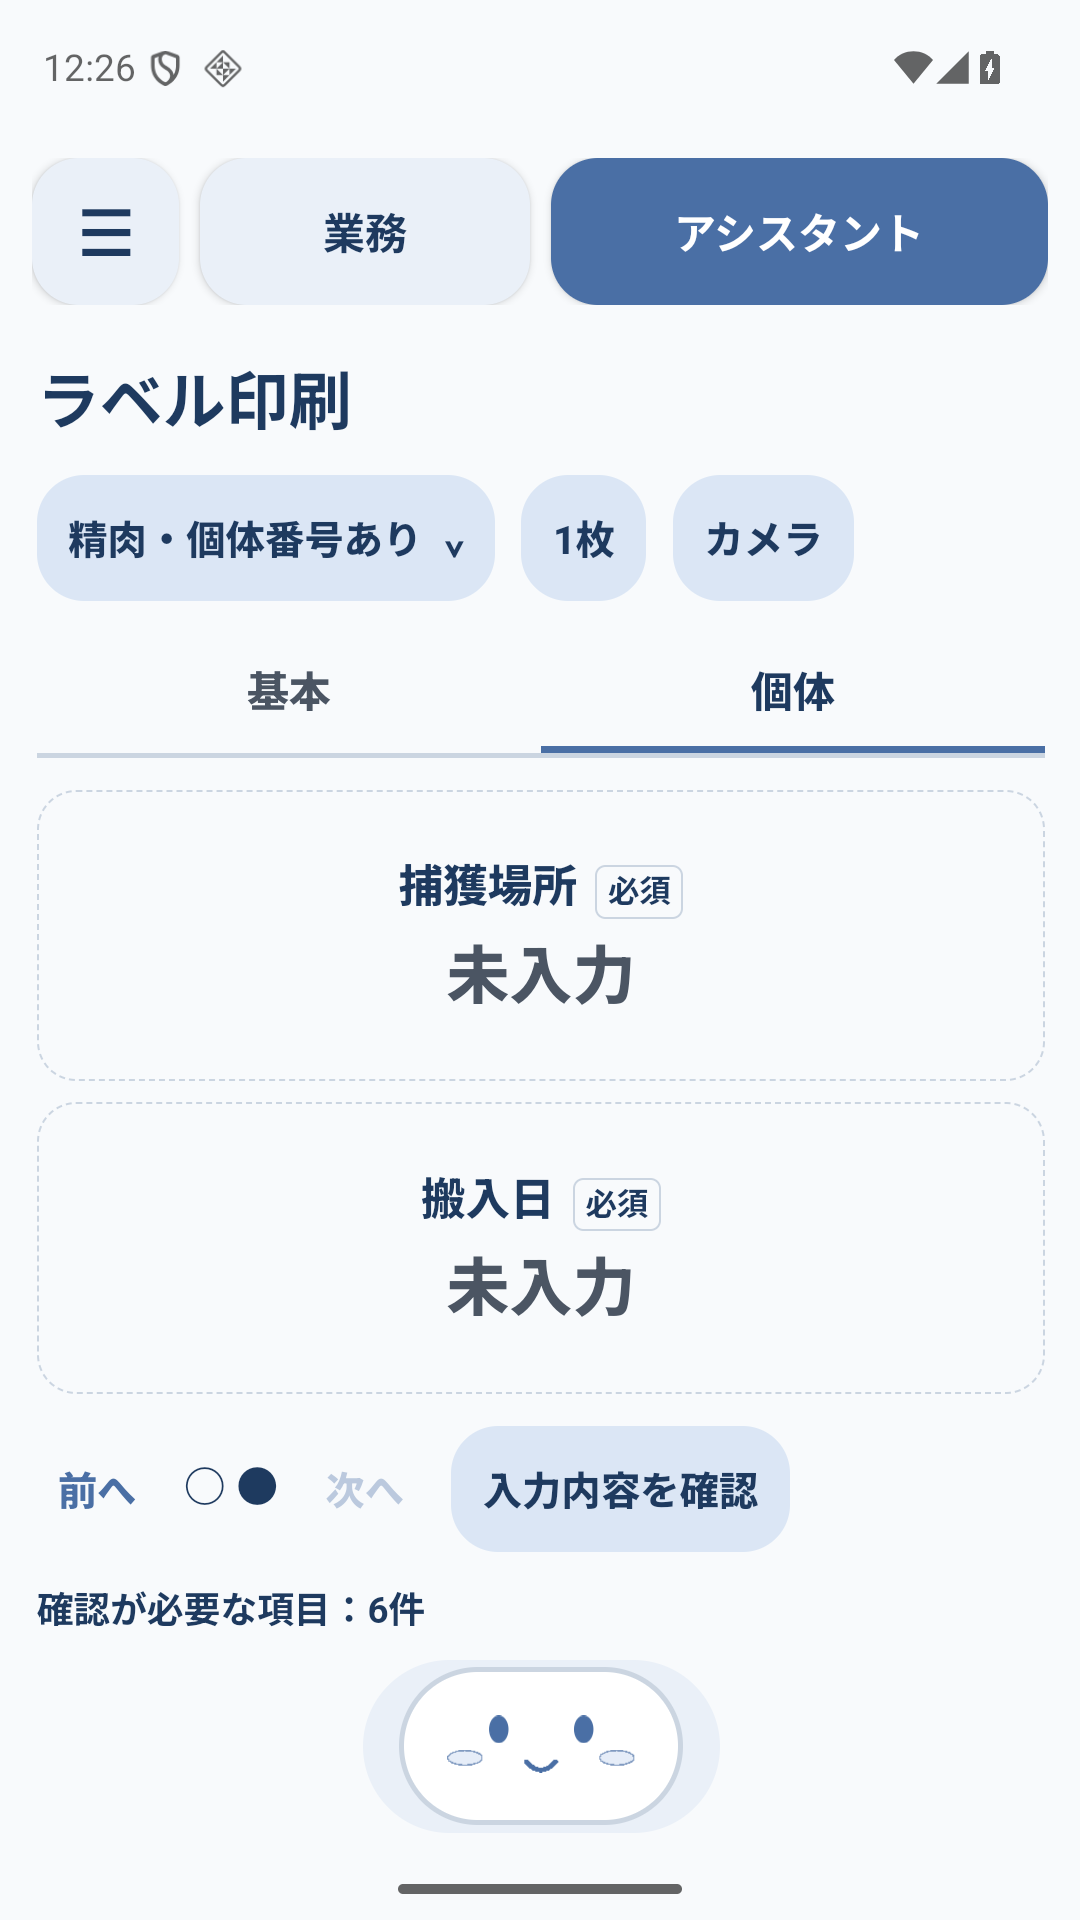 12:26
☰ 業務 アシスタント
ラベル印刷
精肉・個体番号あり ⌄ 1枚 カメラ
基本 個体
捕獲場所 必須
未入力
搬入日 必須
未入力
前へ ○ ● 次へ 入力内容を確認
確認が必要な項目：6件